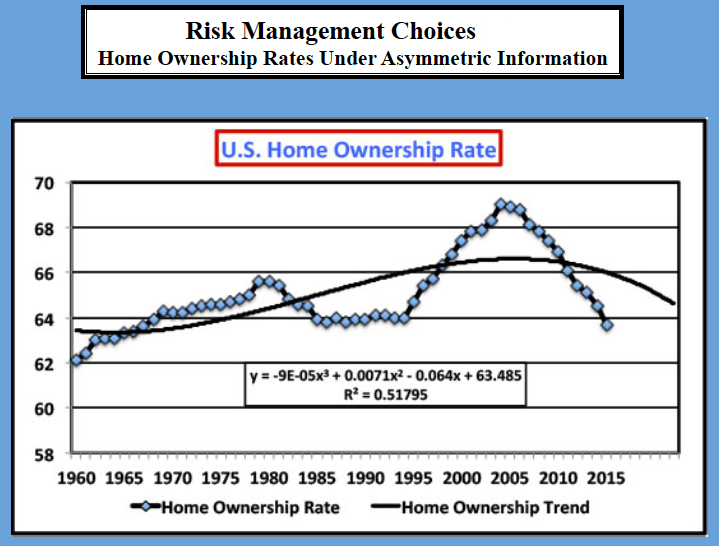 Risk Management Choices
Home Ownership Rates Under Asymmetric Information
U.S. Home Ownership Rate
70
68
66
64
62
60
58
y = -9E-05x³ + 0.0071x² - 0.064x + 63.485
R² = 0.51795
1960 1965 1970 1975 1980 1985 1990 1995 2000 2005 2010 2015
Home Ownership Rate Home Ownership Trend